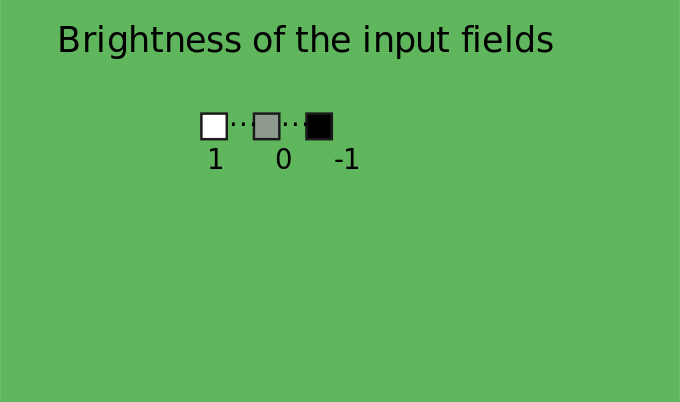 Brightness of the input fields
... ...
1 0 -1